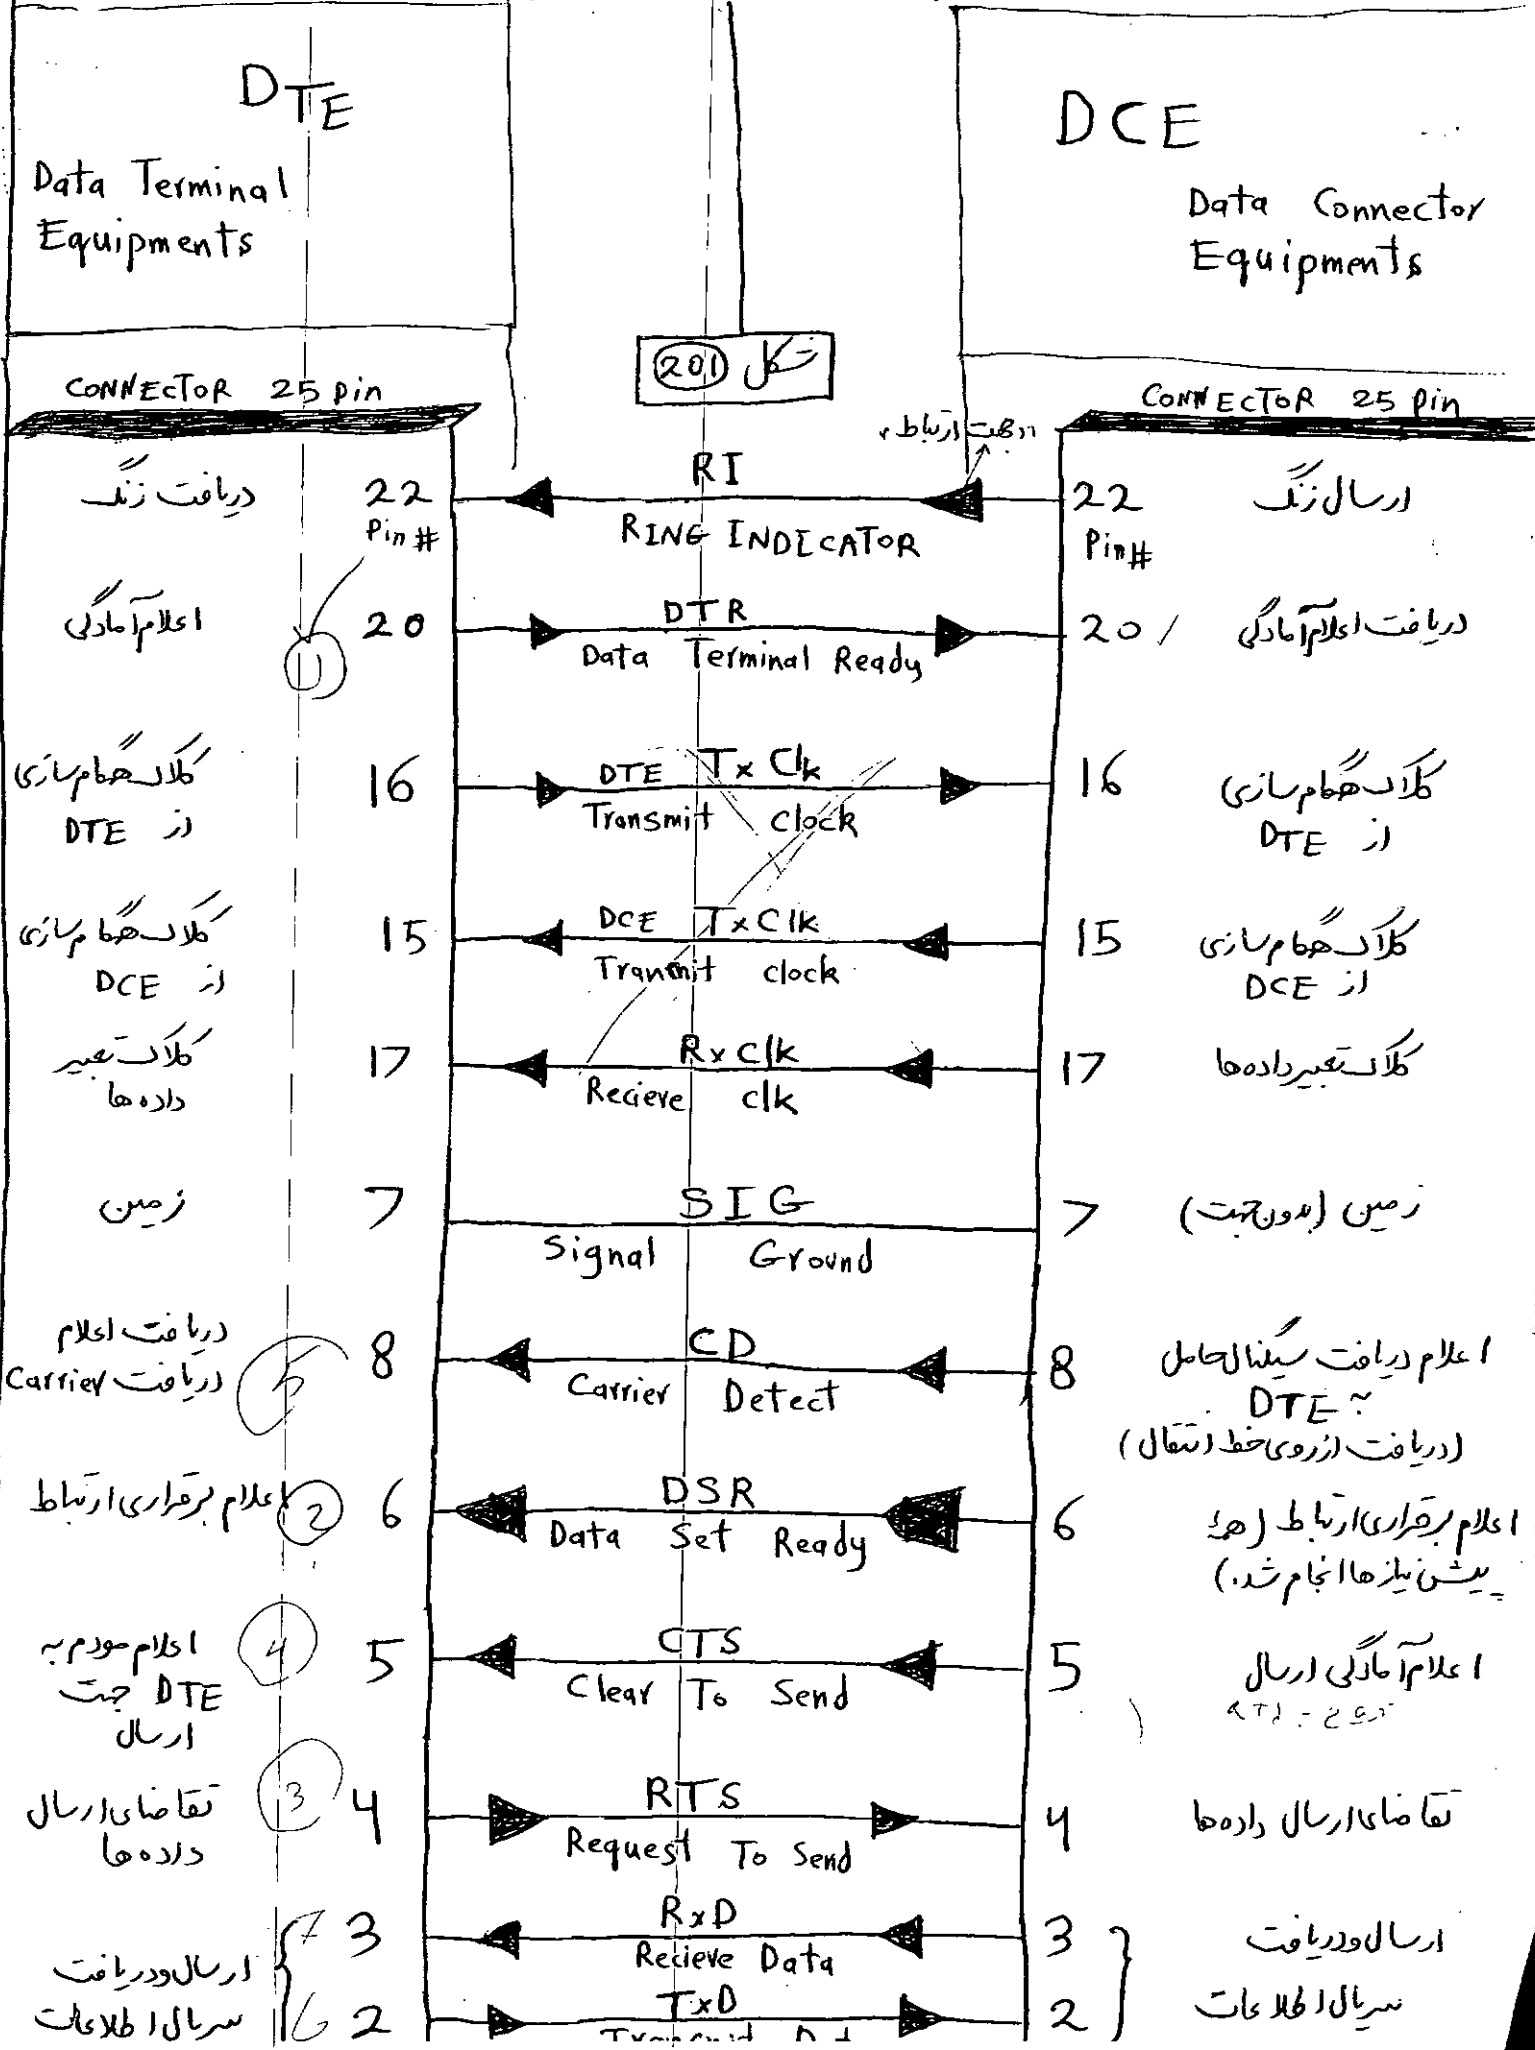 DTE
Data Terminal
Equipments
DCE
Data Connector
Equipments
شکل 201
CONNECTOR 25 pin
CONNECTOR 25 Pin
جهت ارتباط
دریافت زنگ
22
Pin #
RI
RING INDICATOR
22
Pin#
ارسال زنگ
اعلام آمادگی
1
20
DTR
Data Terminal Ready
20
دریافت اعلام آمادگی
کلاک هنگام سازی
از DTE
16
DTE Tx Clk
Transmit clock
16
کلاک هنگام سازی
از DTE
کلاک هنگام سازی
از DCE
15
DCE TxClk
Transmit clock
15
کلاک هنگام سازی
از DCE
کلاک تعبیر
داده ها
17
Rx Clk
Recieve clk
17
کلاک تعبیر داده ها
زمین
7
SIG
Signal Ground
7
زمین (بدون جهت)
دریافت اعلام
دریافت Carrier
5
8
CD
Carrier Detect
8
اعلام دریافت سیگنال حامل
به DTE
(دریافت از روی خط انتقال)
اعلام برقراری ارتباط
2
6
DSR
Data Set Ready
6
اعلام برقراری ارتباط (همه
پیش نیازها انجام شد.)
اعلام مودم به
DTE جهت
ارسال
4
5
CTS
Clear To Send
5
اعلام آمادگی ارسال
تقاضای ارسال
داده ها
3
4
RTS
Request To Send
4
تقاضای ارسال داده ها
ارسال و دریافت
سریال اطلاعات
7
3
RxD
Recieve Data
3
ارسال و دریافت
سریال اطلاعات
6
2
TxD
2